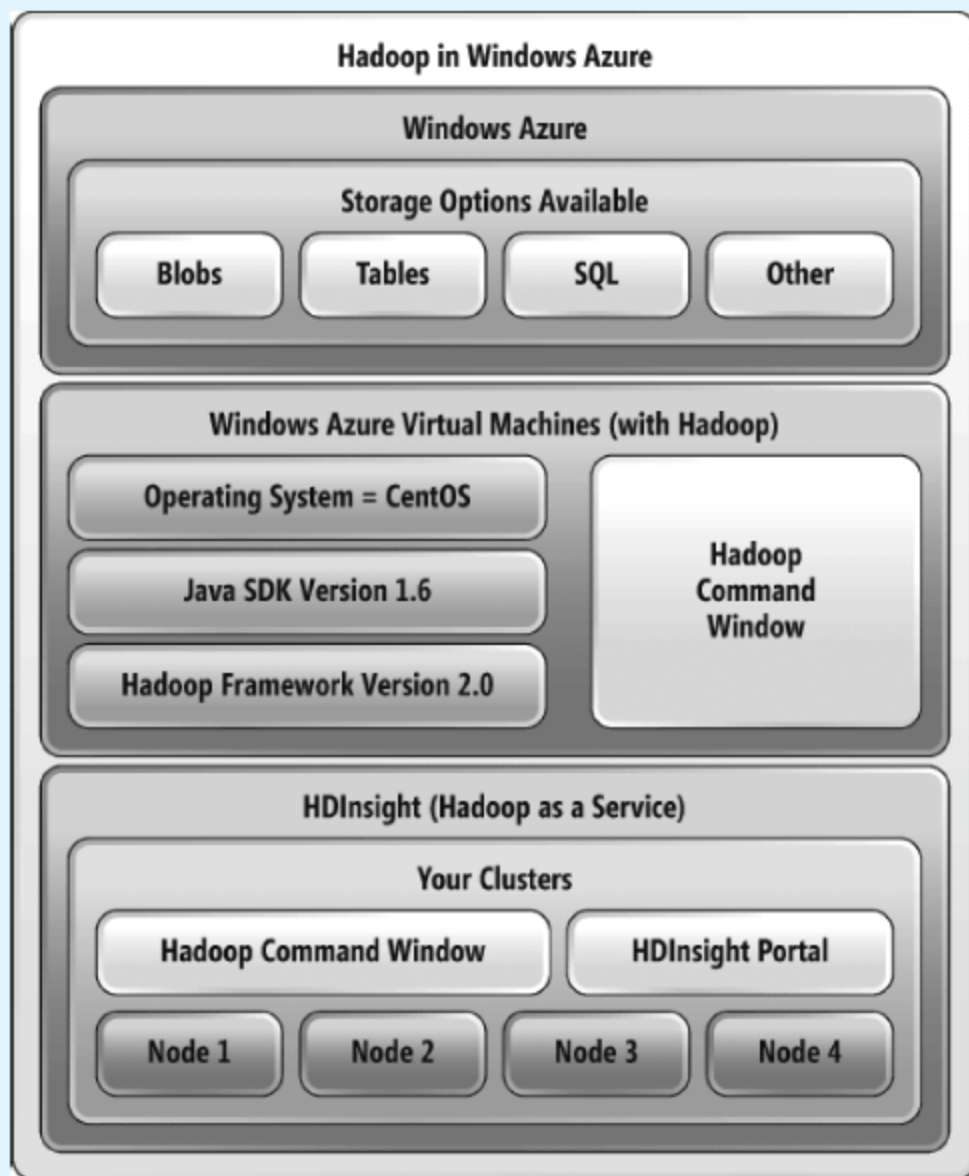 Hadoop in Windows Azure
Windows Azure
Storage Options Available
Blobs
Tables
SQL
Other
Windows Azure Virtual Machines (with Hadoop)
Operating System = CentOS
Java SDK Version 1.6
Hadoop Framework Version 2.0
Hadoop
Command
Window
HDInsight (Hadoop as a Service)
Your Clusters
Hadoop Command Window
HDInsight Portal
Node 1
Node 2
Node 3
Node 4